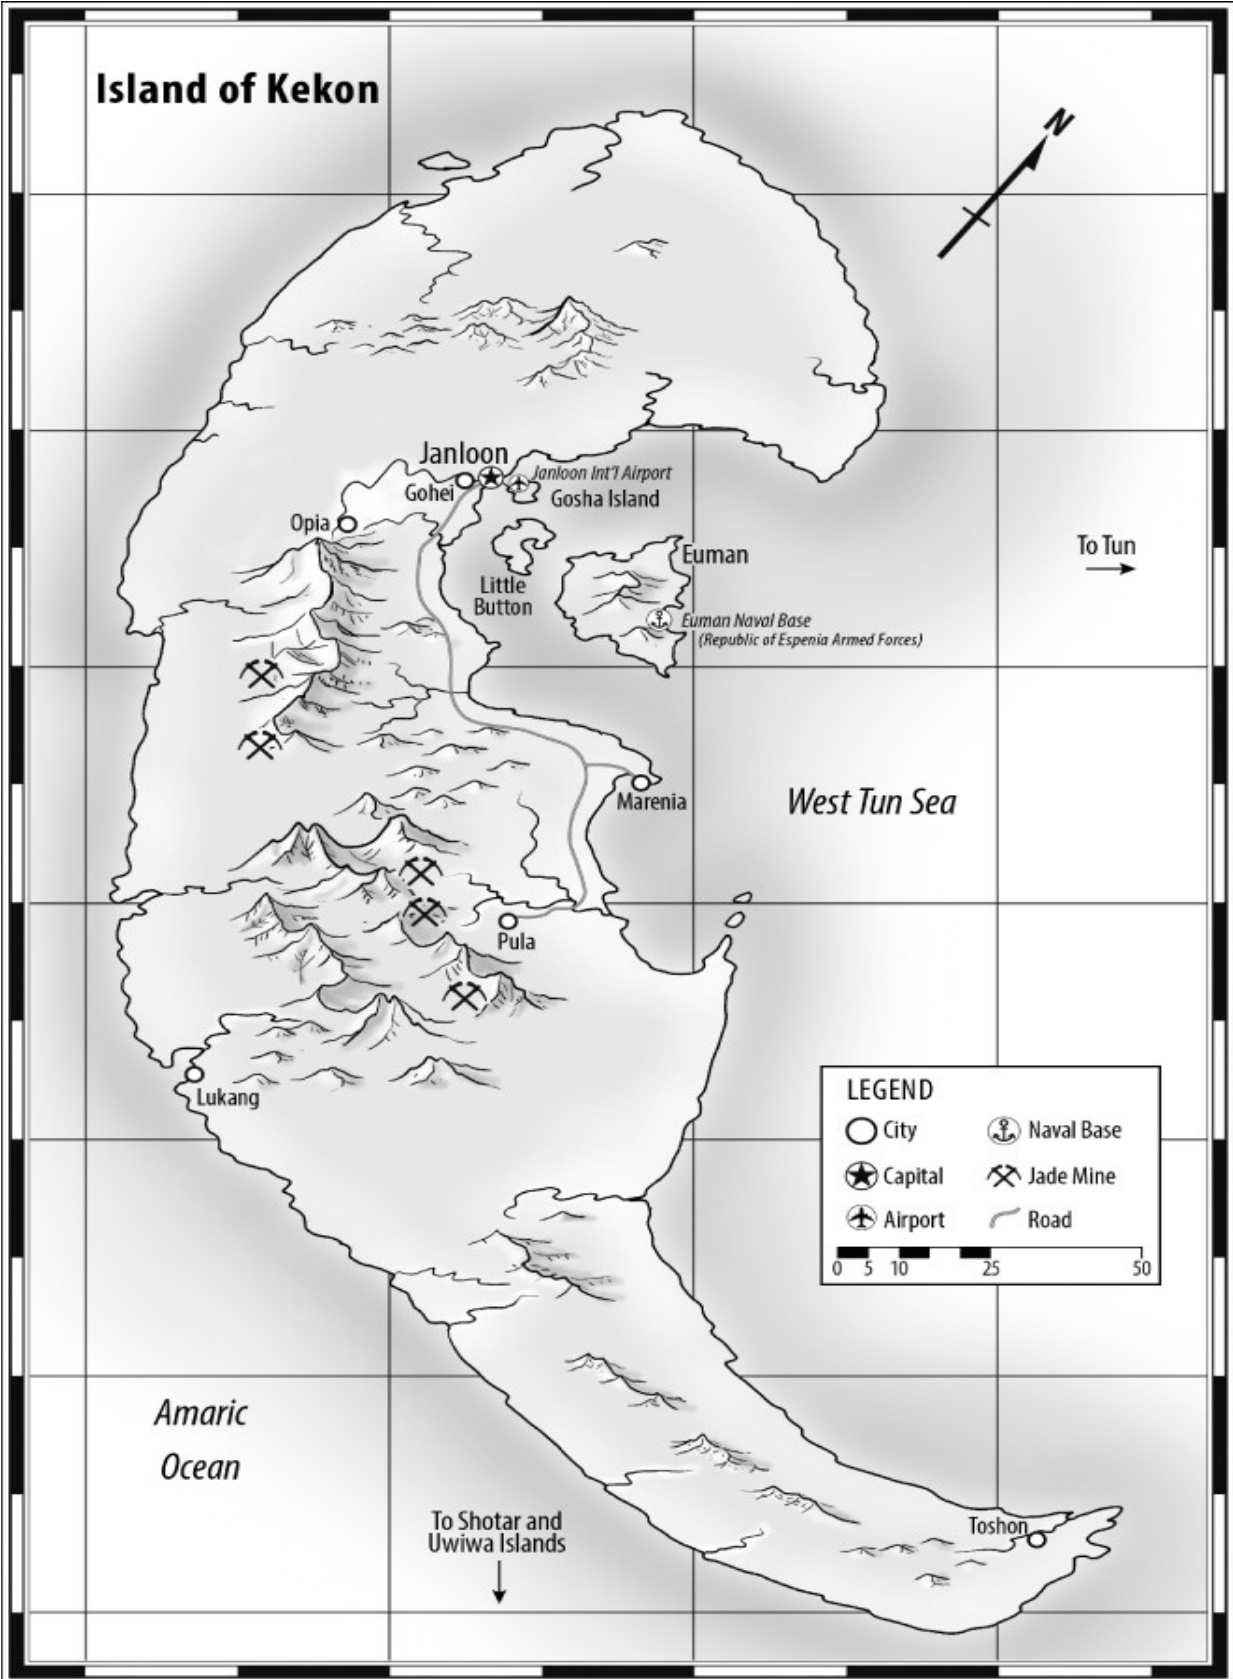 Island of Kekon
N
Janloon
Janloon Int'l Airport
Gohei
Gosha Island
Opia
To Tun
Euman
Little
Button
Euman Naval Base
(Republic of Espenia Armed Forces)
West Tun Sea
Marenia
Pula
Lukang
LEGEND
City
Naval Base
Capital
Jade Mine
Airport
Road
0 5 10 25 50
Amaric
Ocean
To Shotar and
Uwiwa Islands
Toshon